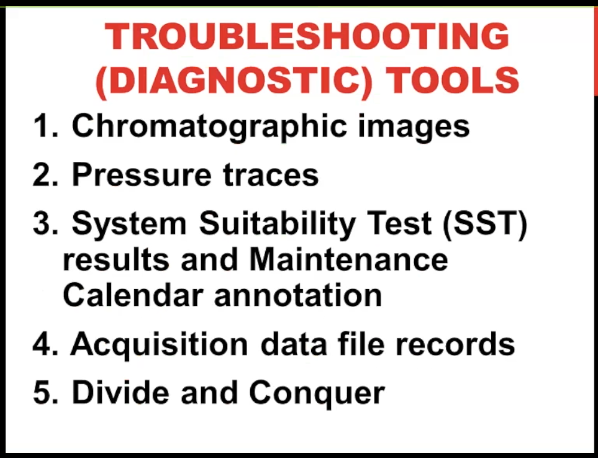 TROUBLESHOOTING
(DIAGNOSTIC) TOOLS
1. Chromatographic images
2. Pressure traces
3. System Suitability Test (SST)
results and Maintenance
Calendar annotation
4. Acquisition data file records
5. Divide and Conquer